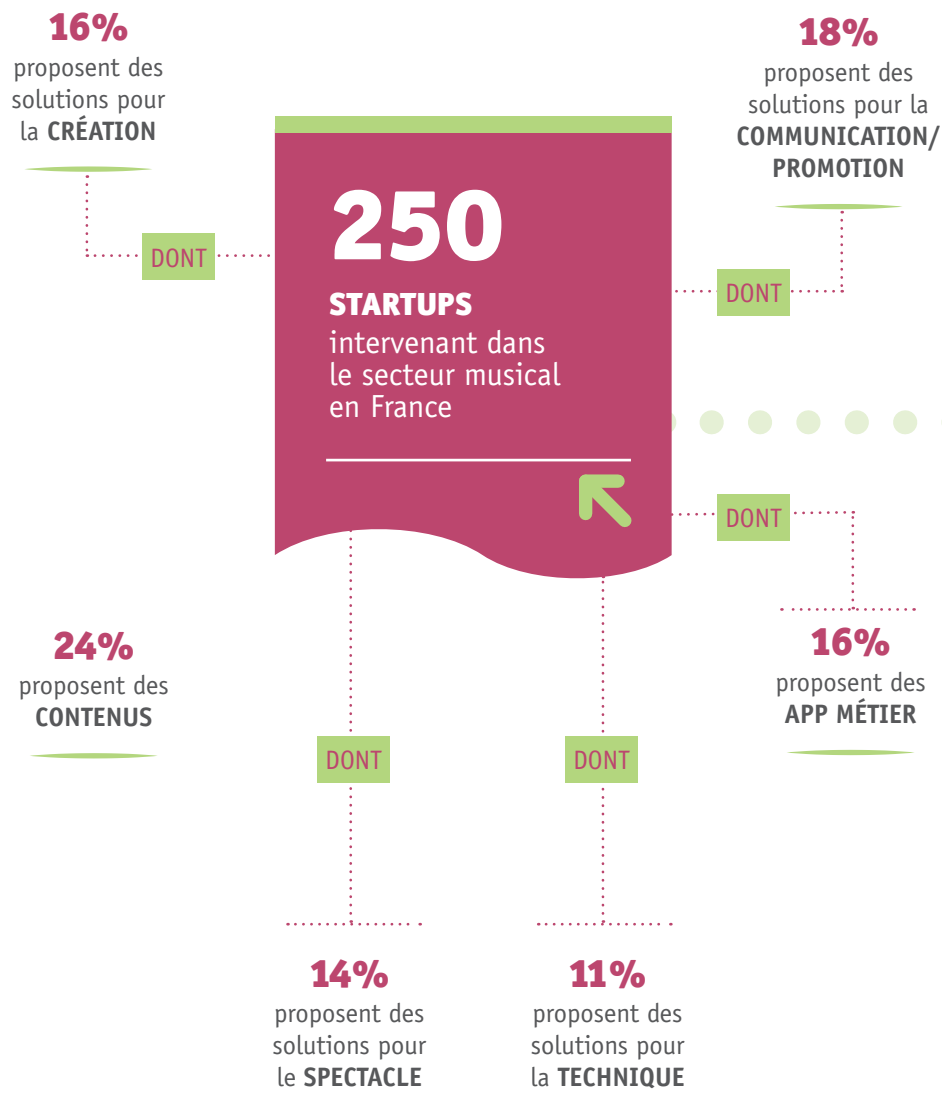 16%
proposent des
solutions pour
la CRÉATION
DONT
18%
proposent des
solutions pour la
COMMUNICATION/
PROMOTION
DONT
250
STARTUPS
intervenant dans
le secteur musical
en France
DONT
16%
proposent des
APP MÉTIER
24%
proposent des
CONTENUS
DONT
14%
proposent des
solutions pour
le SPECTACLE
DONT
11%
proposent des
solutions pour
la TECHNIQUE